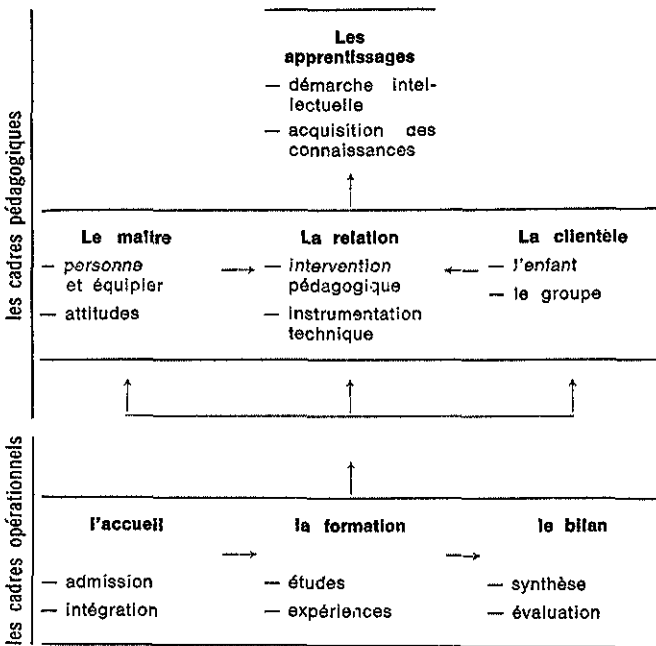 les cadres pédagogiques
Les
apprentissages
— démarche intel-
lectuelle
— acquisition des
connaissances
Le maître
— personne
et équipier
— attitudes
La relation
— intervention
pédagogique
— instrumentation
technique
La clientèle
— l'enfant
— le groupe
les cadres opérationnels
l'accueil
— admission
— intégration
la formation
— études
— expériences
le bilan
— synthèse
— évaluation